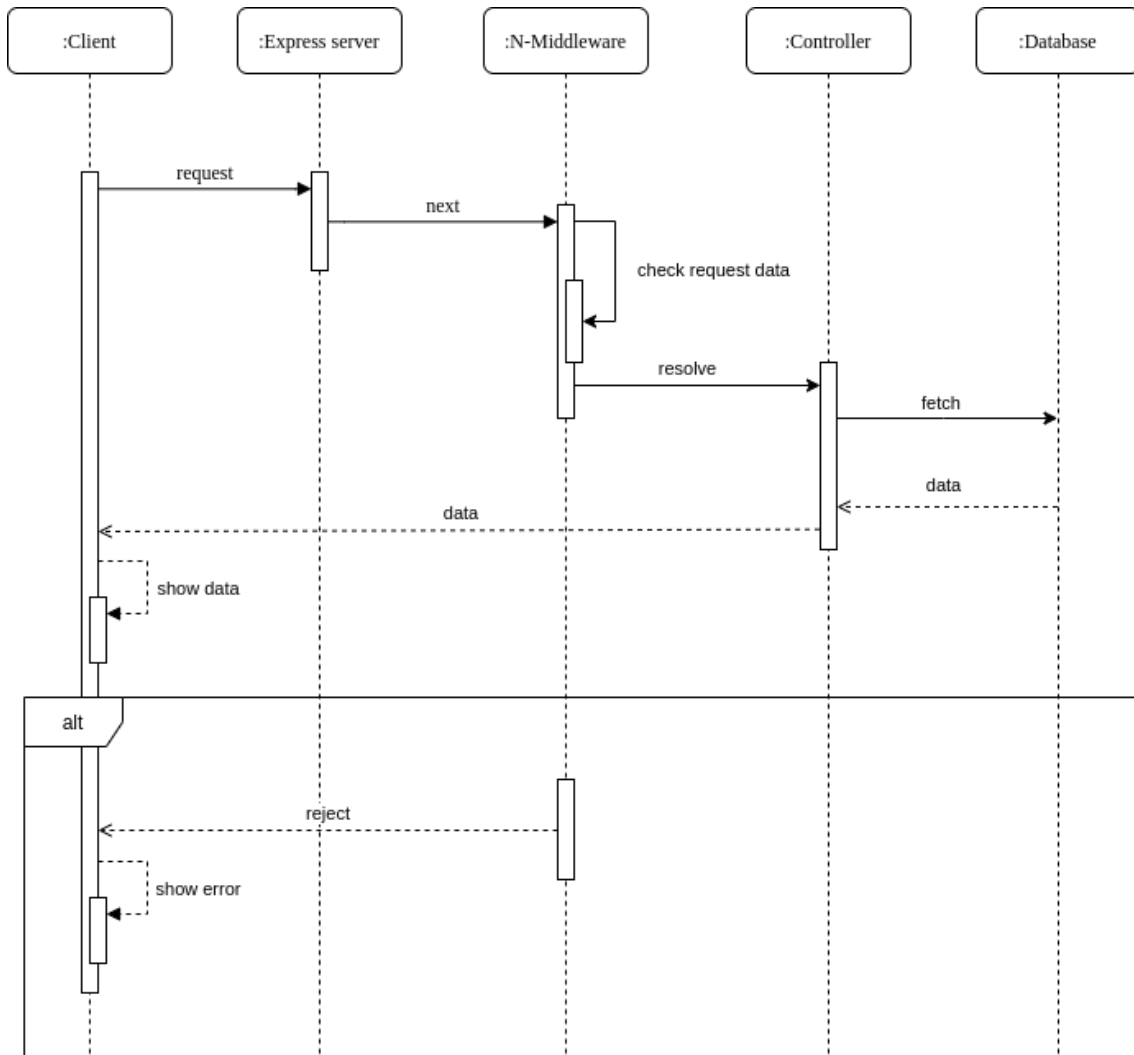 :Client
:Express server
:N-Middleware
:Controller
:Database
request
next
check request data
resolve
fetch
data
data
show data
alt
reject
show error